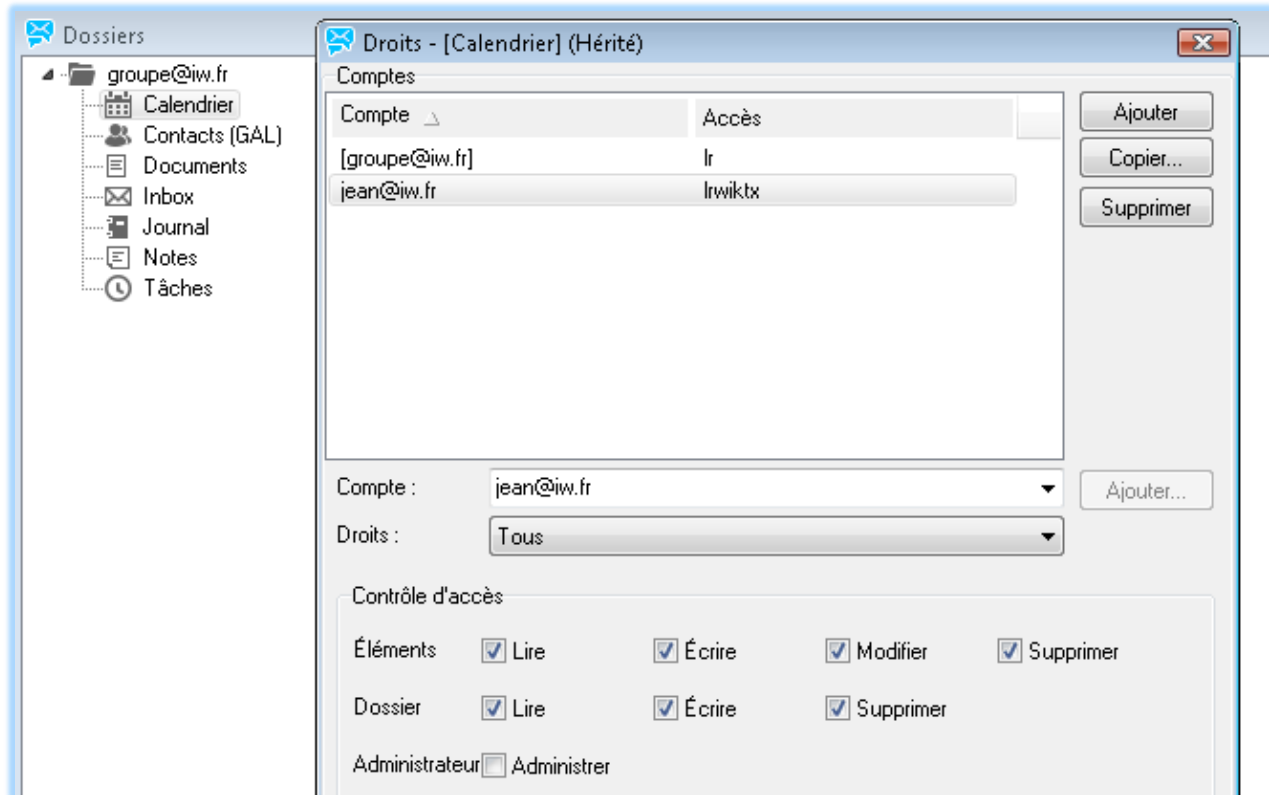 Dossiers
groupe@iw.fr
Calendrier
Contacts (GAL)
Documents
Inbox
Journal
Notes
Tâches
Droits - [Calendrier] (Hérité)
Comptes
Compte Accès
[groupe@iw.fr] lr
jean@iw.fr lrwiktx
Ajouter
Copier...
Supprimer
Compte : jean@iw.fr Ajouter...
Droits : Tous
Contrôle d'accès
Éléments Lire Écrire Modifier Supprimer
Dossier Lire Écrire Supprimer
Administrateur Administrer